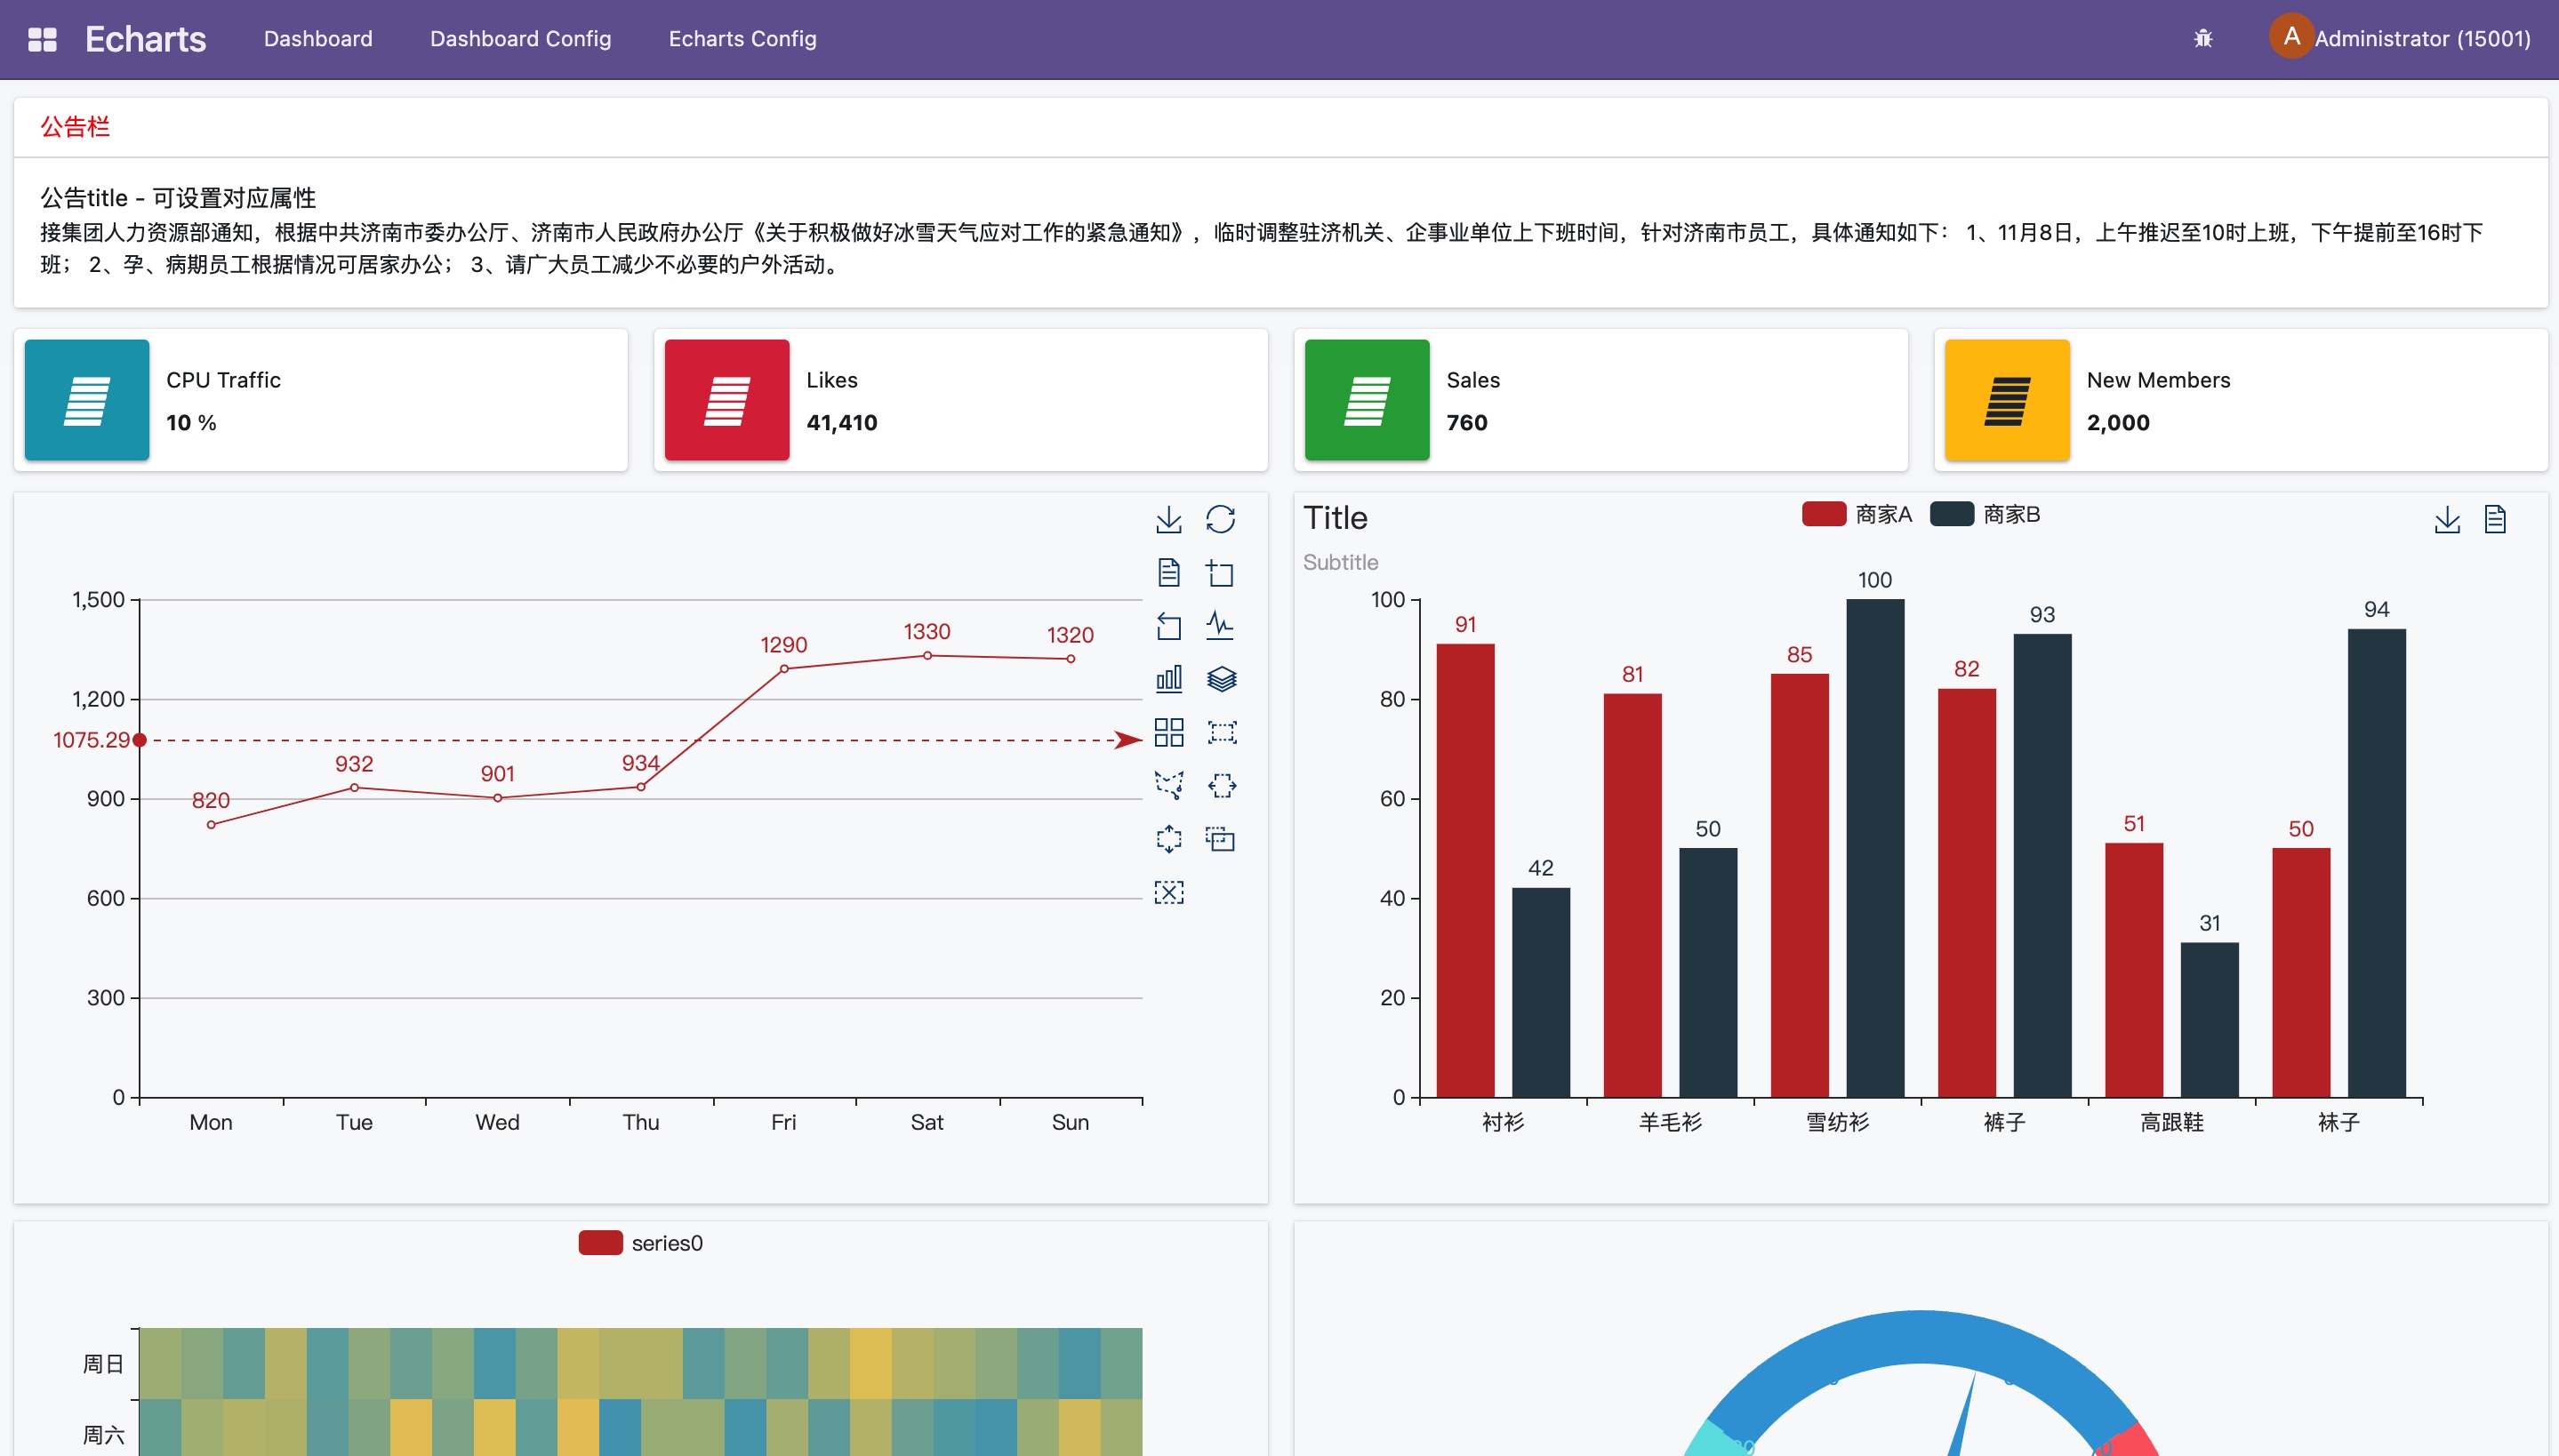 Echarts Dashboard Dashboard Config Echarts Config A Administrator (15001)
公告栏
公告title - 可设置对应属性
接集团人力资源部通知，根据中共济南市委办公厅、济南市人民政府办公厅《关于积极做好冰雪天气应对工作的紧急通知》，临时调整驻济机关、企事业单位上下班时间，针对济南市员工，具体通知如下： 1、11月8日，上午推迟至10时上班，下午提前至16时下
班； 2、孕、病期员工根据情况可居家办公； 3、请广大员工减少不必要的户外活动。
CPU Traffic
10 %
Likes
41,410
Sales
760
New Members
2,000
1,500
1,200
1075.29
900
600
300
0
820
932
901
934
1290
1330
1320
Mon Tue Wed Thu Fri Sat Sun
Title
Subtitle
商家A 商家B
100
80
60
40
20
0
91
42
81
50
85
100
82
93
51
31
50
94
衬衫 羊毛衫 雪纺衫 裤子 高跟鞋 袜子
series0
周日
周六